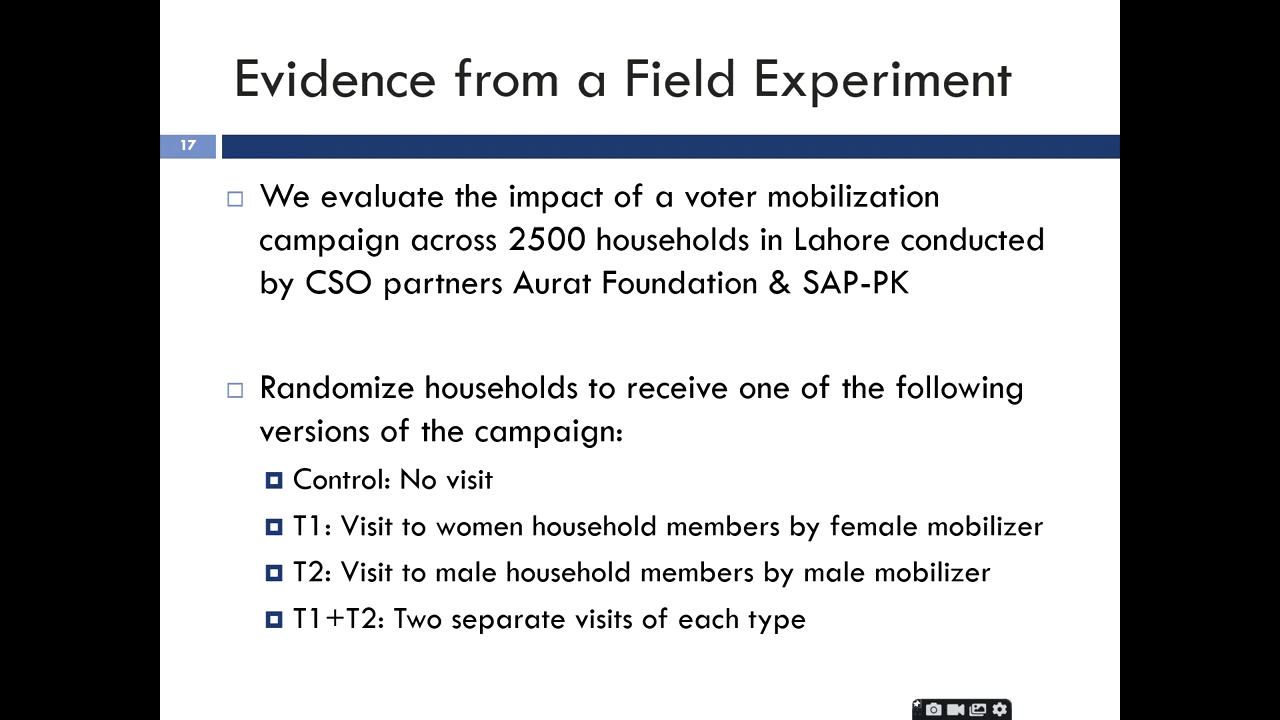 Evidence from a Field Experiment
17
We evaluate the impact of a voter mobilization
campaign across 2500 households in Lahore conducted
by CSO partners Aurat Foundation & SAP-PK
Randomize households to receive one of the following
versions of the campaign:
Control: No visit
T1: Visit to women household members by female mobilizer
T2: Visit to male household members by male mobilizer
T1+T2: Two separate visits of each type